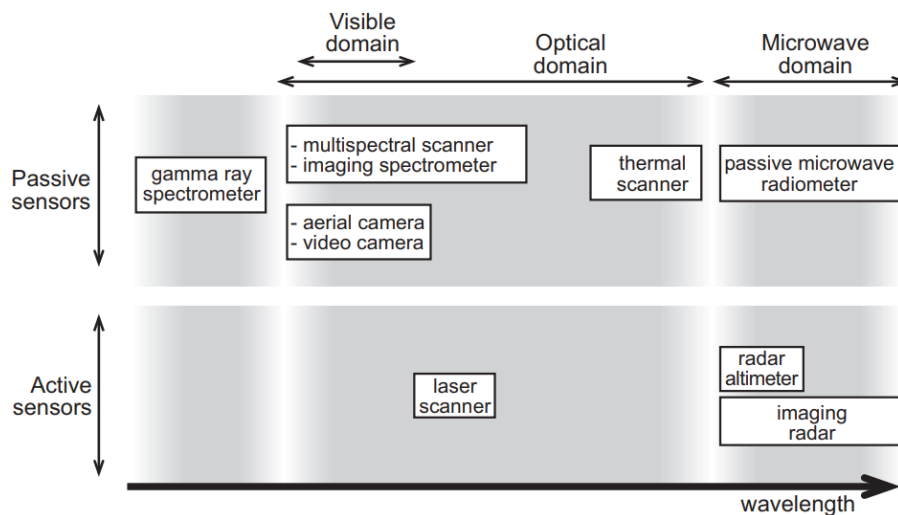 Visible
domain
Optical
domain
Microwave
domain
Passive
sensors
gamma ray
spectrometer
- multispectral scanner
- imaging spectrometer
- aerial camera
- video camera
thermal
scanner
passive microwave
radiometer
Active
sensors
laser
scanner
radar
altimeter
imaging
radar
wavelength